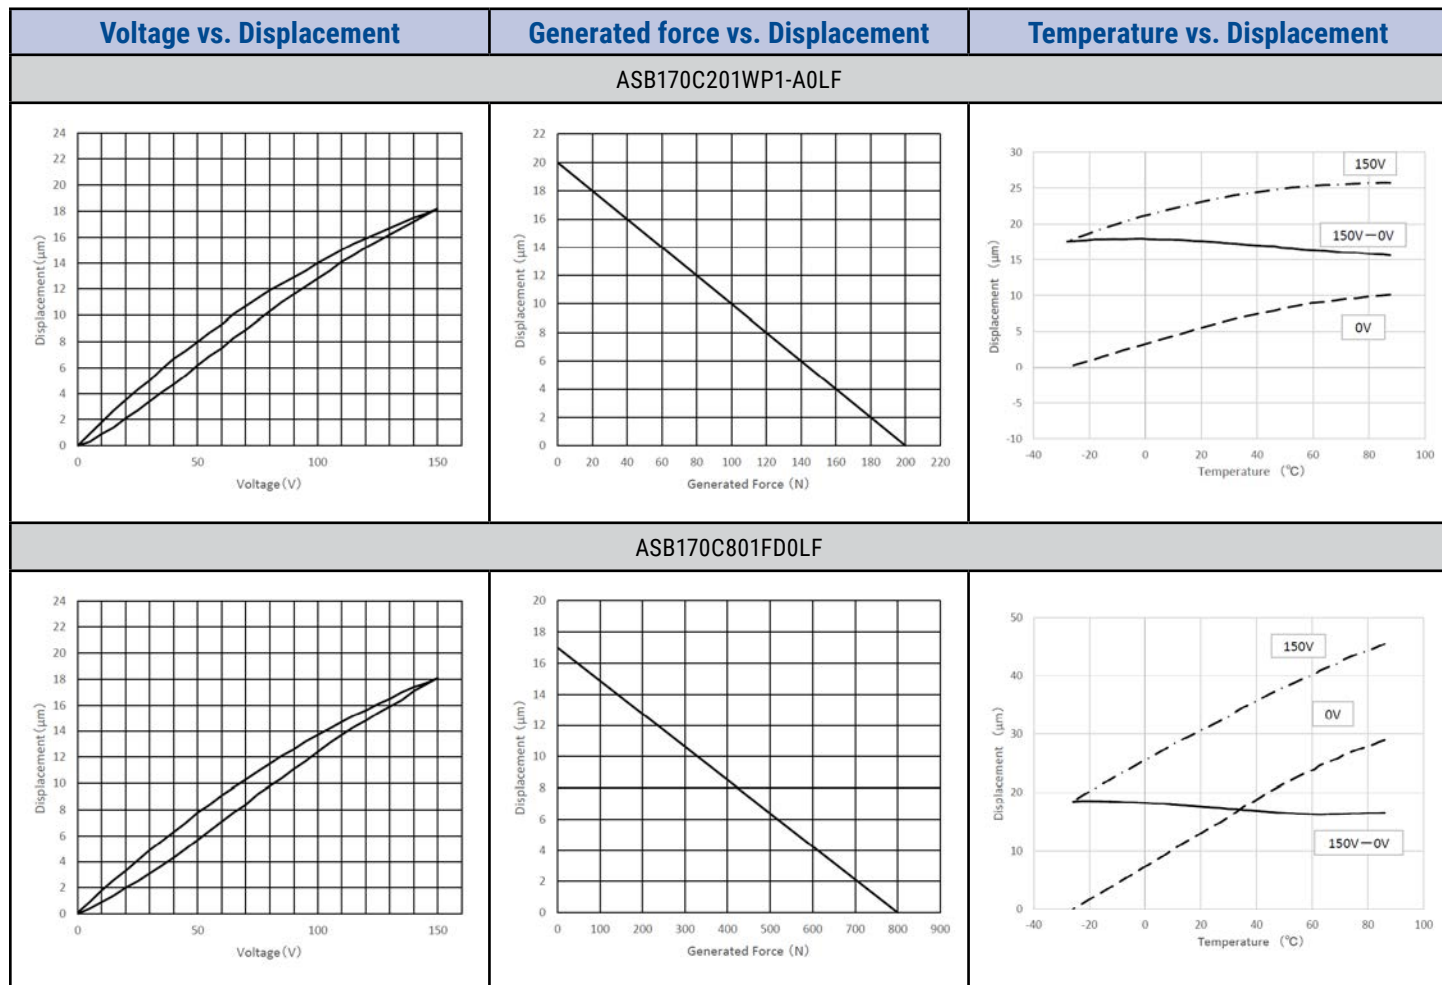 Voltage vs. Displacement
Generated force vs. Displacement
Temperature vs. Displacement
ASB170C201WP1-A0LF
24
22
20
18
16
14
12
10
8
6
4
2
0
Displacement(μm)
0 50 100 150
Voltage(V)
22
20
18
16
14
12
10
8
6
4
2
0
Displacement (μm)
0 20 40 60 80 100 120 140 160 180 200 220
Generated Force (N)
30
25
20
15
10
5
0
-5
-10
Displacement (μm)
150V
150V−0V
0V
-40 -20 0 20 40 60 80 100
Temperature (℃)
ASB170C801FD0LF
24
22
20
18
16
14
12
10
8
6
4
2
0
Displacement(μm)
0 50 100 150
Voltage(V)
20
18
16
14
12
10
8
6
4
2
0
Displacement (μm)
0 100 200 300 400 500 600 700 800 900
Generated Force (N)
50
40
30
20
10
0
Displacement (μm)
150V
0V
150V−0V
-40 -20 0 20 40 60 80 100
Temperature (℃)